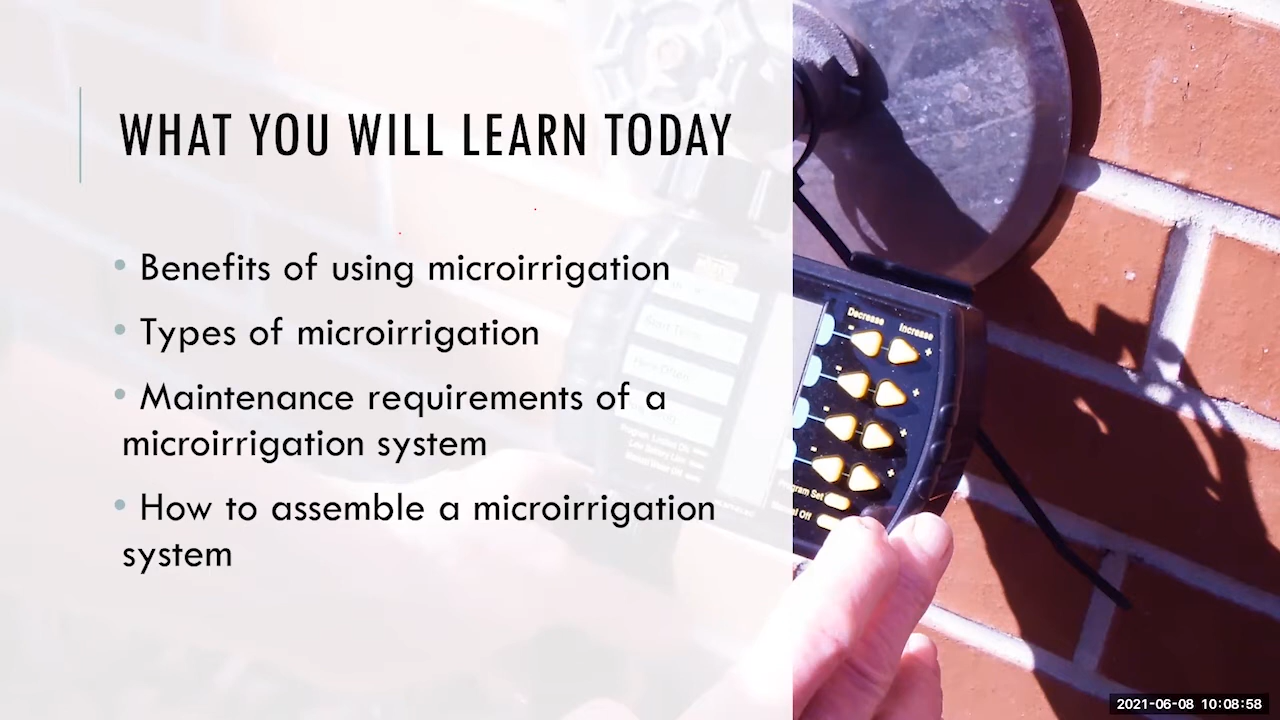 WHAT YOU WILL LEARN TODAY
• Benefits of using microirrigation
• Types of microirrigation
• Maintenance requirements of a
microirrigation system
• How to assemble a microirrigation
system
Decrease Increase
- +
- +
- +
- +
Off
2021-06-08 10:08:58